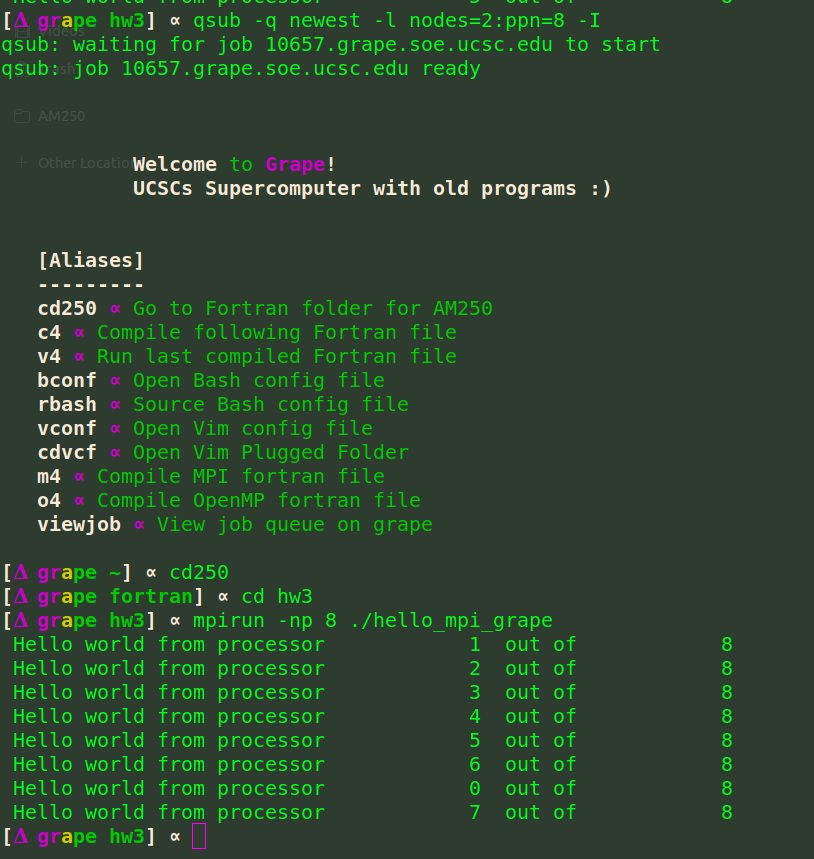 Hello world from processor 5 out of
[Δ grape hw3] ∝ qsub -q newest -l nodes=2:ppn=8 -I
Videos
qsub: waiting for job 10657.grape.soe.ucsc.edu to start
qsub: job 10657.grape.soe.ucsc.edu ready
Trash
AM250
+ Other Locations
Welcome to Grape!
UCSCs Supercomputer with old programs :)
[Aliases]
---------
cd250 ∝ Go to Fortran folder for AM250
c4 ∝ Compile following Fortran file
v4 ∝ Run last compiled Fortran file
bconf ∝ Open Bash config file
rbash ∝ Source Bash config file
vconf ∝ Open Vim config file
cdvcf ∝ Open Vim Plugged Folder
m4 ∝ Compile MPI fortran file
o4 ∝ Compile OpenMP fortran file
viewjob ∝ View job queue on grape
[Δ grape ~] ∝ cd250
[Δ grape fortran] ∝ cd hw3
[Δ grape hw3] ∝ mpirun -np 8 ./hello_mpi_grape
Hello world from processor 1 out of 8
Hello world from processor 2 out of 8
Hello world from processor 3 out of 8
Hello world from processor 4 out of 8
Hello world from processor 5 out of 8
Hello world from processor 6 out of 8
Hello world from processor 0 out of 8
Hello world from processor 7 out of 8
[Δ grape hw3] ∝